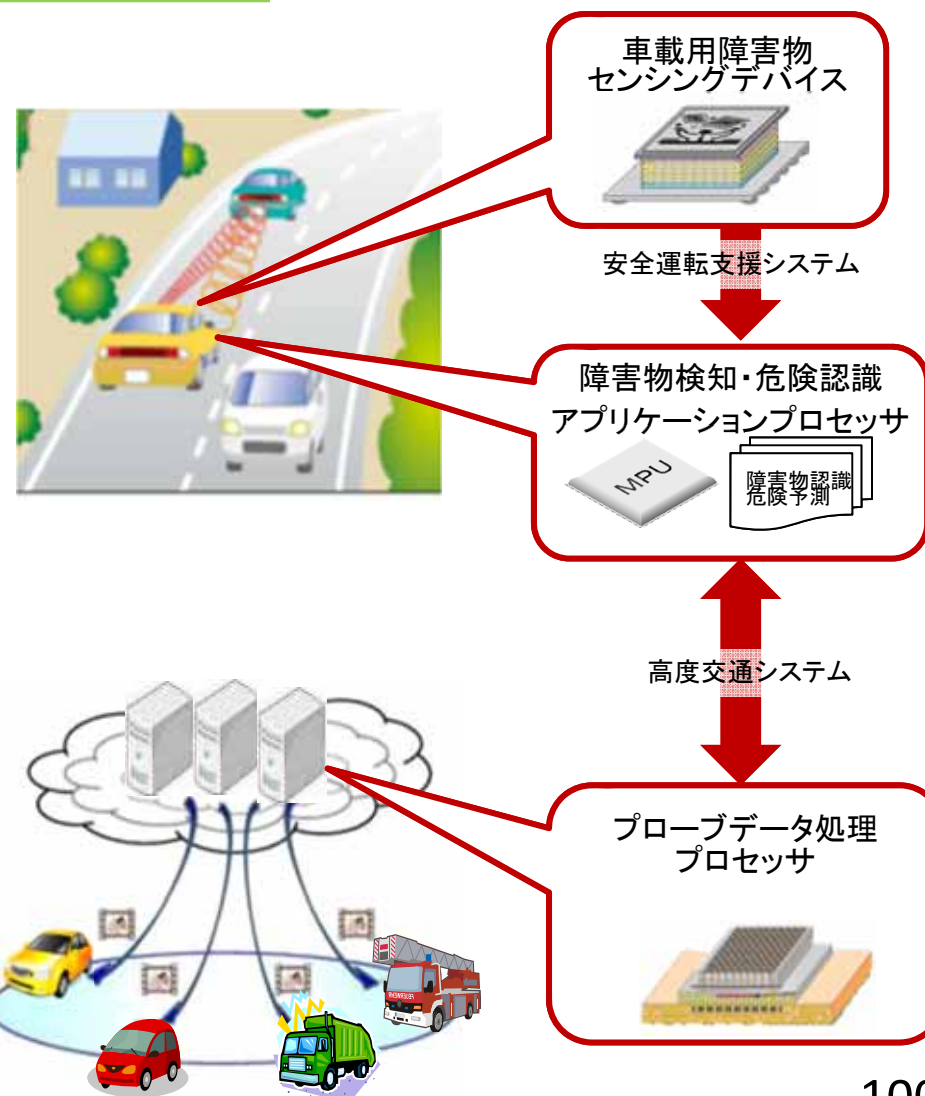 車載用障害物
センシングデバイス
安全運転支援システム
障害物検知・危険認識
アプリケーションプロセッサ
MPU
障害物認識
危険予測
高度交通システム
プローブデータ処理
プロセッサ
FEUERWEHR
100